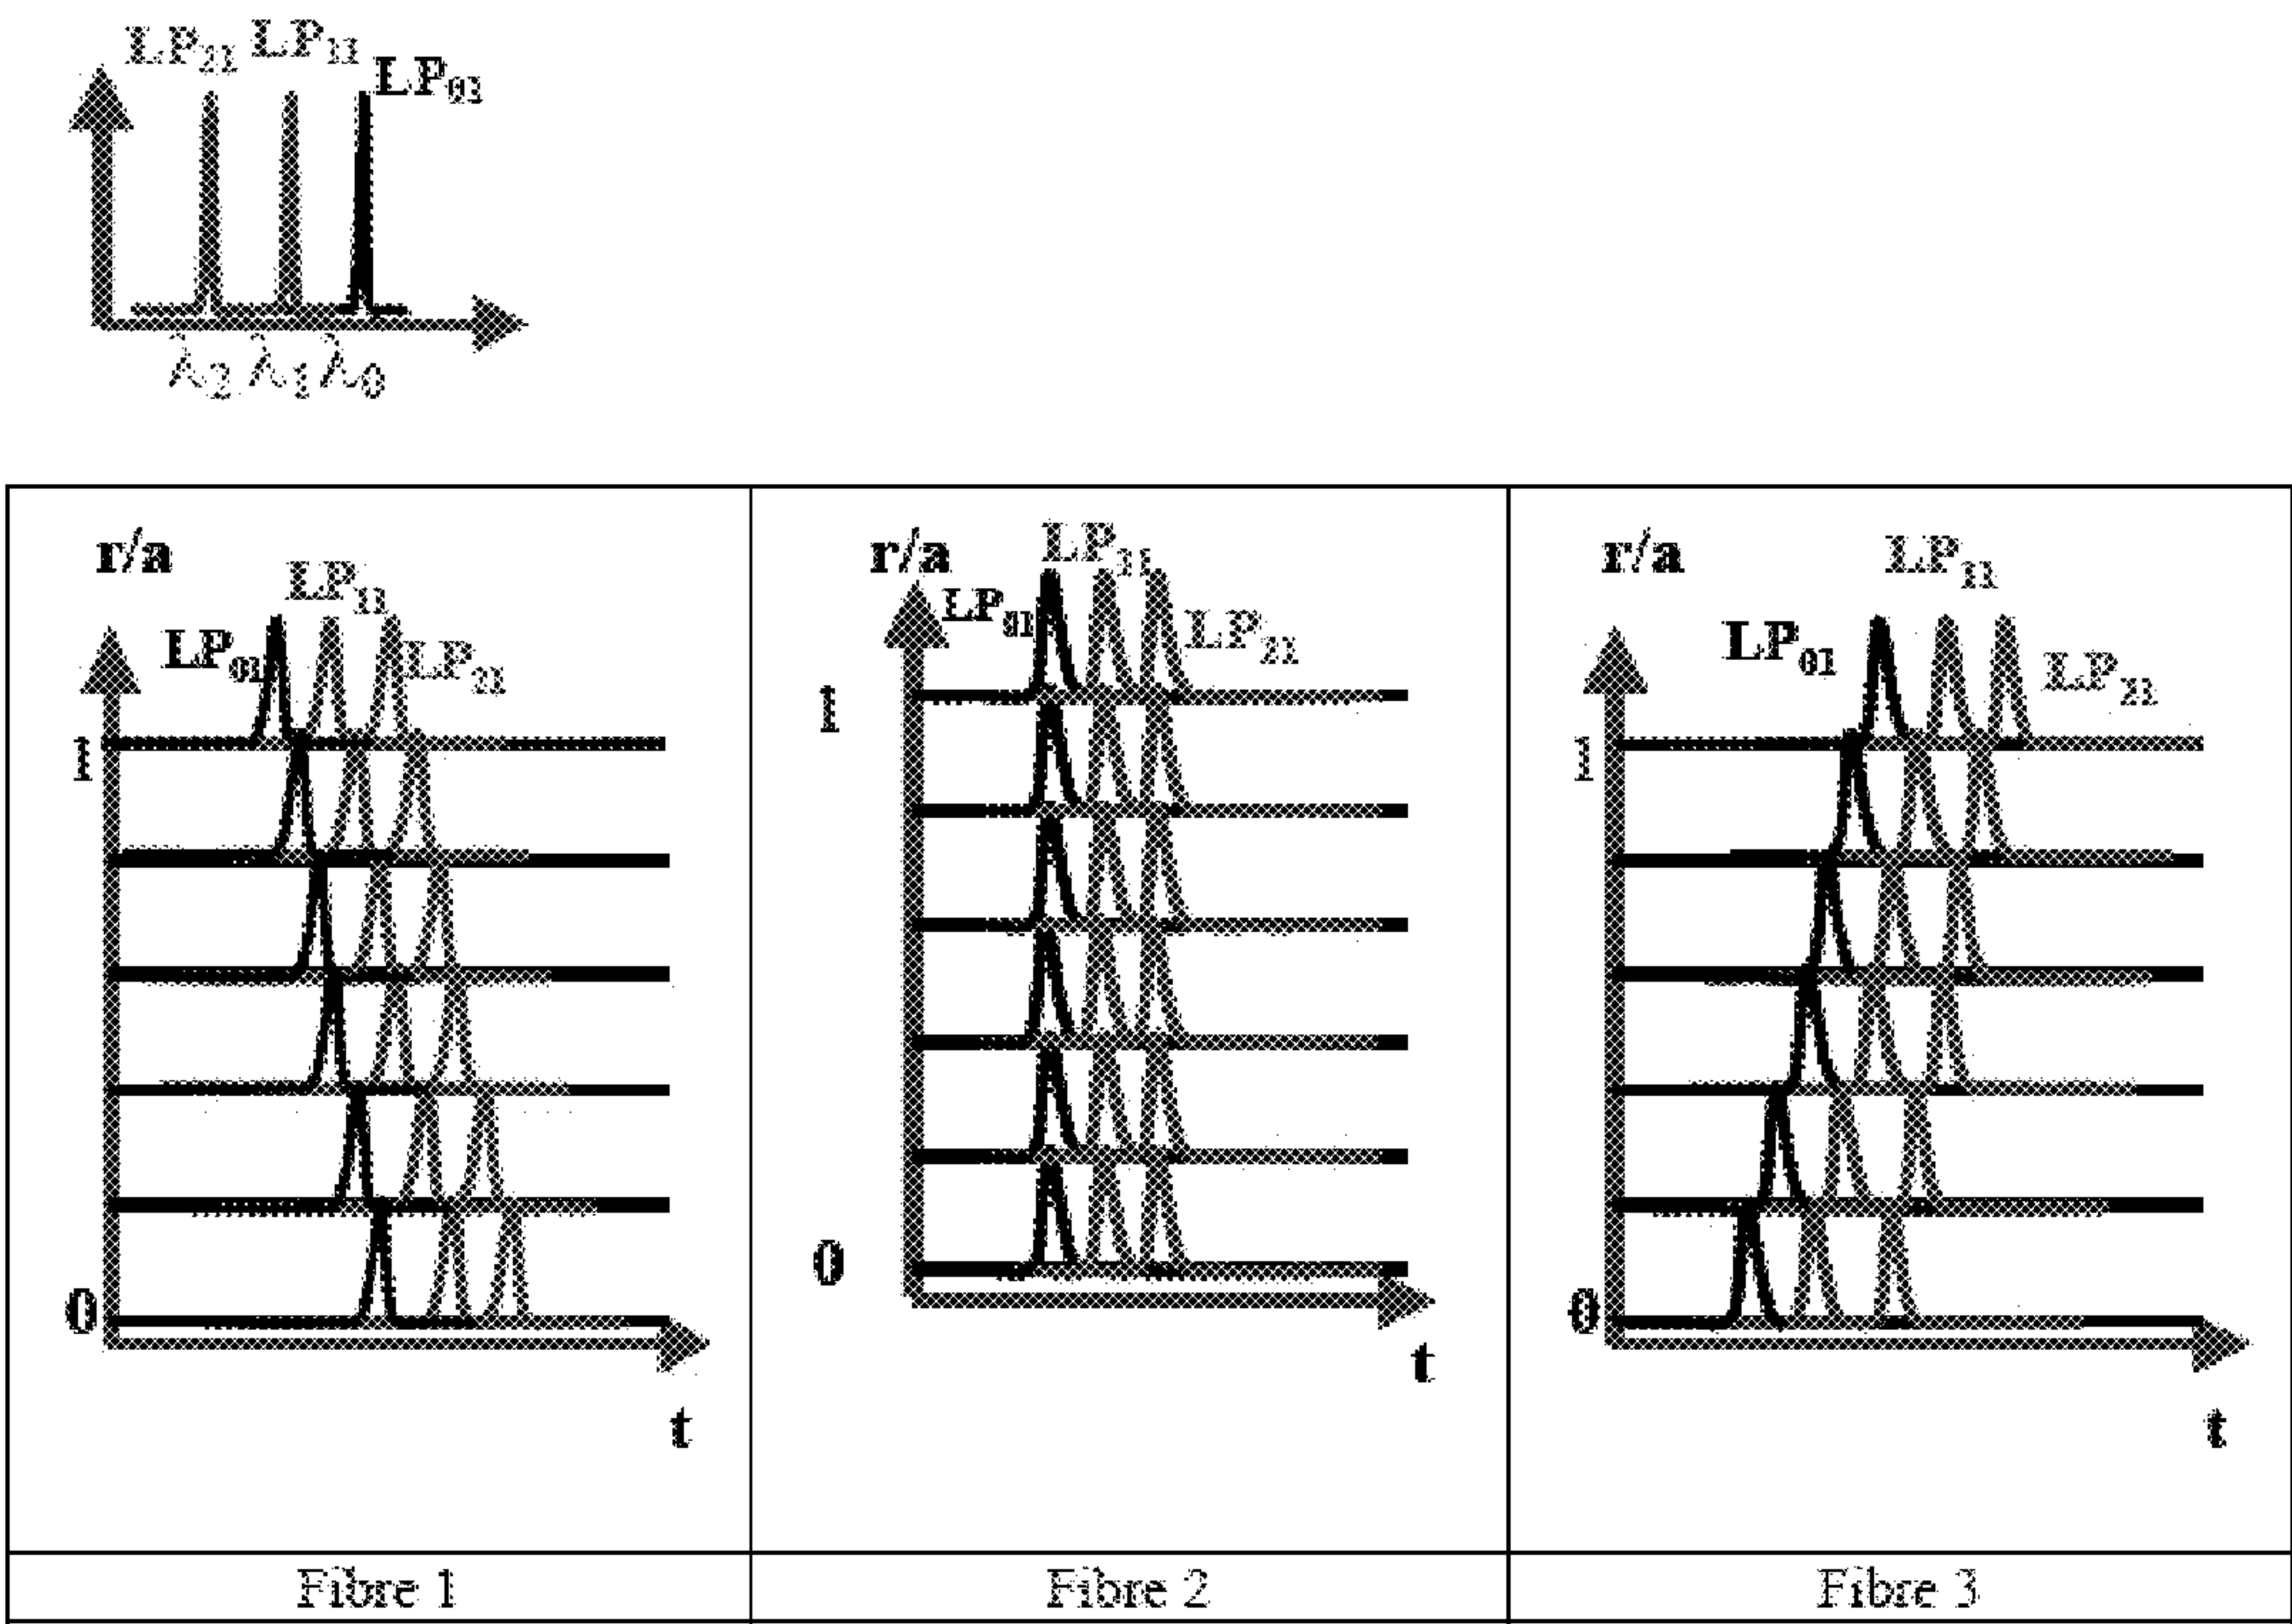 LP₂₁ LP₁₁ LP₀₁
λ₂ λ₁ λ₀
r/a LP₀₁ LP₁₁ LP₂₁
1
0
t
r/a LP₀₁ LP₁₁ LP₂₁
1
0
t
r/a LP₀₁ LP₁₁ LP₂₁
1
0
t
Fibre 1 Fibre 2 Fibre 3